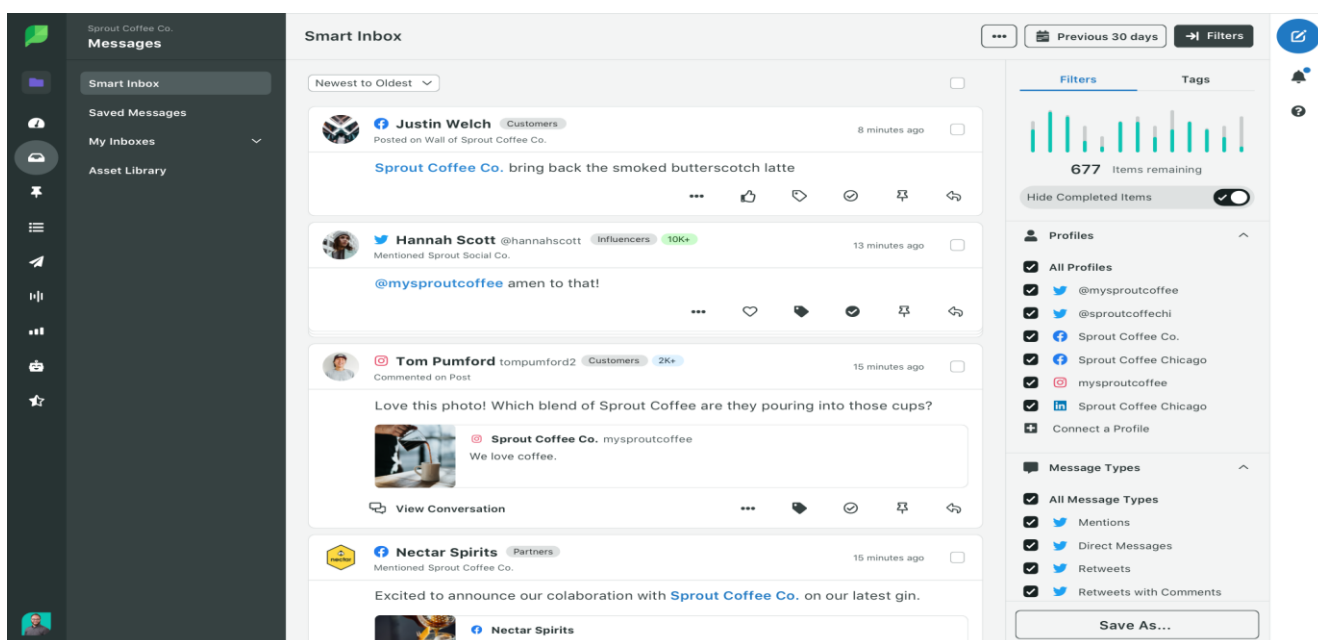 Sprout Coffee Co.
Messages
Smart Inbox
Saved Messages
My Inboxes
Asset Library
Smart Inbox
Previous 30 days
Filters
Newest to Oldest
Justin Welch Customers
Posted on Wall of Sprout Coffee Co.
8 minutes ago
Sprout Coffee Co. bring back the smoked butterscotch latte
Hannah Scott @hannahscott Influencers 10K+
Mentioned Sprout Social Co.
13 minutes ago
@mysproutcoffee amen to that!
Tom Pumford tompumford2 Customers 2K+
Commented on Post
15 minutes ago
Love this photo! Which blend of Sprout Coffee are they pouring into those cups?
Sprout Coffee Co. mysproutcoffee
We love coffee.
View Conversation
Nectar Spirits Partners
Mentioned Sprout Coffee Co.
15 minutes ago
Excited to announce our colaboration with Sprout Coffee Co. on our latest gin.
Nectar Spirits
Filters Tags
677 Items remaining
Hide Completed Items
Profiles
All Profiles
@mysproutcoffee
@sproutcoffechi
Sprout Coffee Co.
Sprout Coffee Chicago
mysproutcoffee
Sprout Coffee Chicago
Connect a Profile
Message Types
All Message Types
Mentions
Direct Messages
Retweets
Retweets with Comments
Save As...